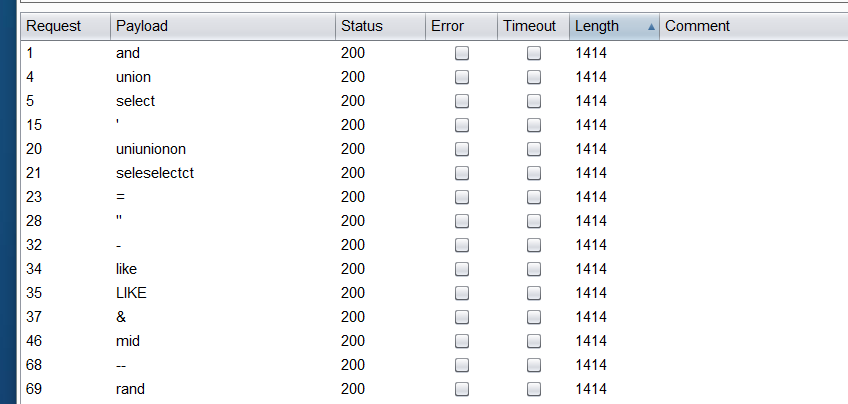 Request Payload Status Error Timeout Length Comment
1 and 200 1414
4 union 200 1414
5 select 200 1414
15 ' 200 1414
20 uniunionon 200 1414
21 seleselectct 200 1414
23 = 200 1414
28 " 200 1414
32 - 200 1414
34 like 200 1414
35 LIKE 200 1414
37 & 200 1414
46 mid 200 1414
68 -- 200 1414
69 rand 200 1414